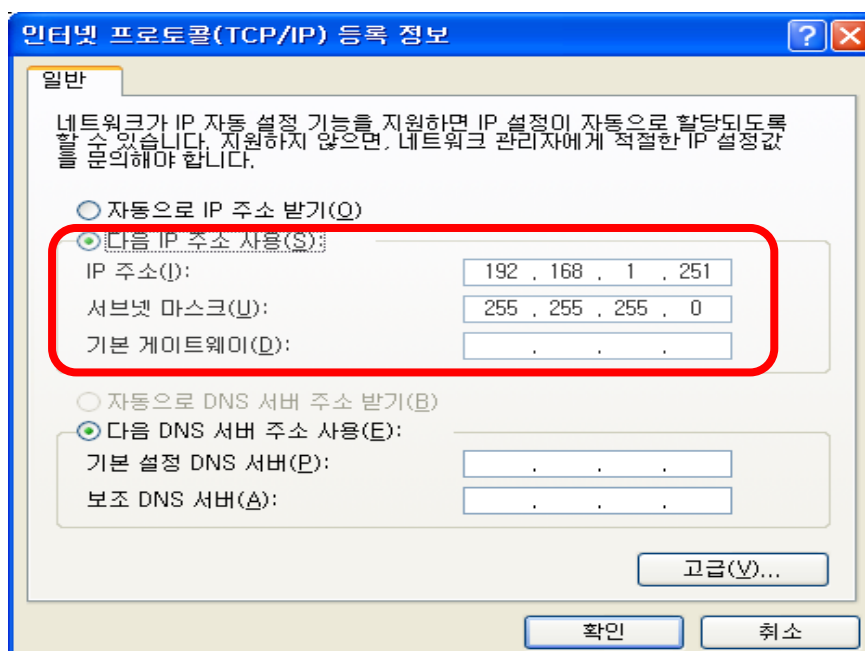 인터넷 프로토콜(TCP/IP) 등록 정보
일반
네트워크가 IP 자동 설정 기능을 지원하면 IP 설정이 자동으로 할당되도록
할 수 있습니다. 지원하지 않으면, 네트워크 관리자에게 적절한 IP 설정값
을 문의해야 합니다.
자동으로 IP 주소 받기(O)
다음 IP 주소 사용(S):
IP 주소(I): 192 . 168 . 1 . 251
서브넷 마스크(U): 255 . 255 . 255 . 0
기본 게이트웨이(D): . . .
자동으로 DNS 서버 주소 받기(B)
다음 DNS 서버 주소 사용(E):
기본 설정 DNS 서버(P): . . .
보조 DNS 서버(A): . . .
고급(V)...
확인 취소